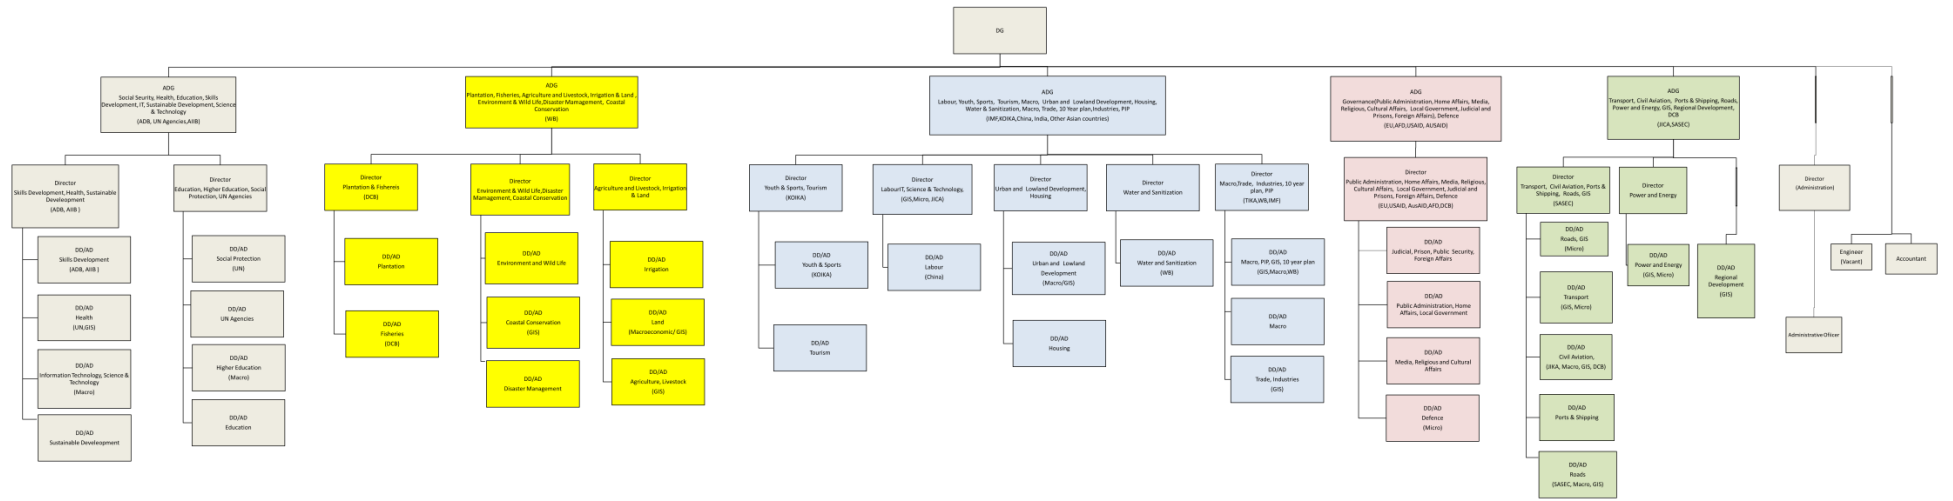 DG
ADG
Social Seurity, Health, Education, Skills
Development, IT, Sustainable Development, Science
& Technology
(ADB, UN Agencies,AIIB)
ADG
Plantation, Fisheries, Agriculture and Livestock, Irrigation & Land ,
Environment & Wild Life,Disaster Management, Coastal
Conservation
(WB)
ADG
Labour, Youth, Sports, Tourism, Macro, Urban and Lowland Development, Housing,
Water & Sanitization, Macro, Trade, 10 Year plan,Industries, PIP
(IMF,KOIKA,China, India, Other Asian countries)
ADG
Governance(Public Administration, Home Affairs, Media,
Religious, Cultural Affairs, Local Government, Judicial and
Prisons, Foreign Affairs), Defence
(EU,AFD,USAID, AUSAID)
ADG
Transport, Civil Aviation, Ports & Shipping, Roads,
Power and Energy, GIS, Regional Development,
DCB
(JICA,SASEC)
Director
Skills Development, Health, Sustainable
Develeopment
(ADB, AIIB )
Director
Education, Higher Education, Social
Protection, UN Agencies
Director
Plantation & Fishereis
(DCB)
Director
Environment & Wild Life,Disaster
Management, Coastal Conservation
Director
Agriculture and Livestock, Irrigation
& Land
Director
Youth & Sports, Tourism
(KOIKA)
Director
LabourIT, Science & Technology,
(GIS,Micro, JICA)
Director
Urban and Lowland Development,
Housing
Director
Water and Sanitization
Director
Macro,Trade, Industries, 10 year
plan, PIP
(TIKA,WB,IMF)
Director
Public Administration, Home Affairs, Media, Religious,
Cultural Affairs, Local Government, Judicial and
Prisons, Foreign Affairs, Defence
(EU,USAID, AusAID,AFD,DCB)
Director
Transport, Civil Aviation, Ports &
Shipping, Roads, GIS
(SASEC)
Director
Power and Energy
Director
(Administration)
DD/AD
Skills Development
(ADB, AIIB )
DD/AD
Social Protection
(UN)
DD/AD
Plantation
DD/AD
Environment and Wild Life
DD/AD
Irrigation
DD/AD
Youth & Sports
(KOIKA)
DD/AD
Labour
(China)
DD/AD
Urban and Lowland
Development
(Macro/GIS)
DD/AD
Water and Sanitization
(WB)
DD/AD
Macro, PIP, GIS, 10 year plan
(GIS,Macro,WB)
DD/AD
Judicial, Prison, Public Security,
Foreign Affairs
DD/AD
Roads, GIS
(Micro)
DD/AD
Power and Energy
(GIS, Micro)
DD/AD
Regional
Development
(GIS)
Engineer
(Vacant)
Accountant
DD/AD
Health
(UN,GIS)
DD/AD
UN Agencies
DD/AD
Fisheries
(DCB)
DD/AD
Coastal Conservation
(GIS)
DD/AD
Land
(Macroeconomic/ GIS)
DD/AD
Tourism
DD/AD
Housing
DD/AD
Macro
DD/AD
Public Administration, Home
Affairs, Local Government
DD/AD
Transport
(GIS, Micro)
Administrative Officer
DD/AD
Information Technology, Science &
Technology
(Macro)
DD/AD
Higher Education
(Macro)
DD/AD
Disaster Management
DD/AD
Agriculture, Livestock
(GIS)
DD/AD
Trade, Industries
(GIS)
DD/AD
Media, Religious and Cultural
Affairs
DD/AD
Civil Aviation,
(JIKA, Macro, GIS, DCB)
DD/AD
Sustainable Develeopment
DD/AD
Education
DD/AD
Defence
(Micro)
DD/AD
Ports & Shipping
DD/AD
Roads
(SASEC, Macro, GIS)